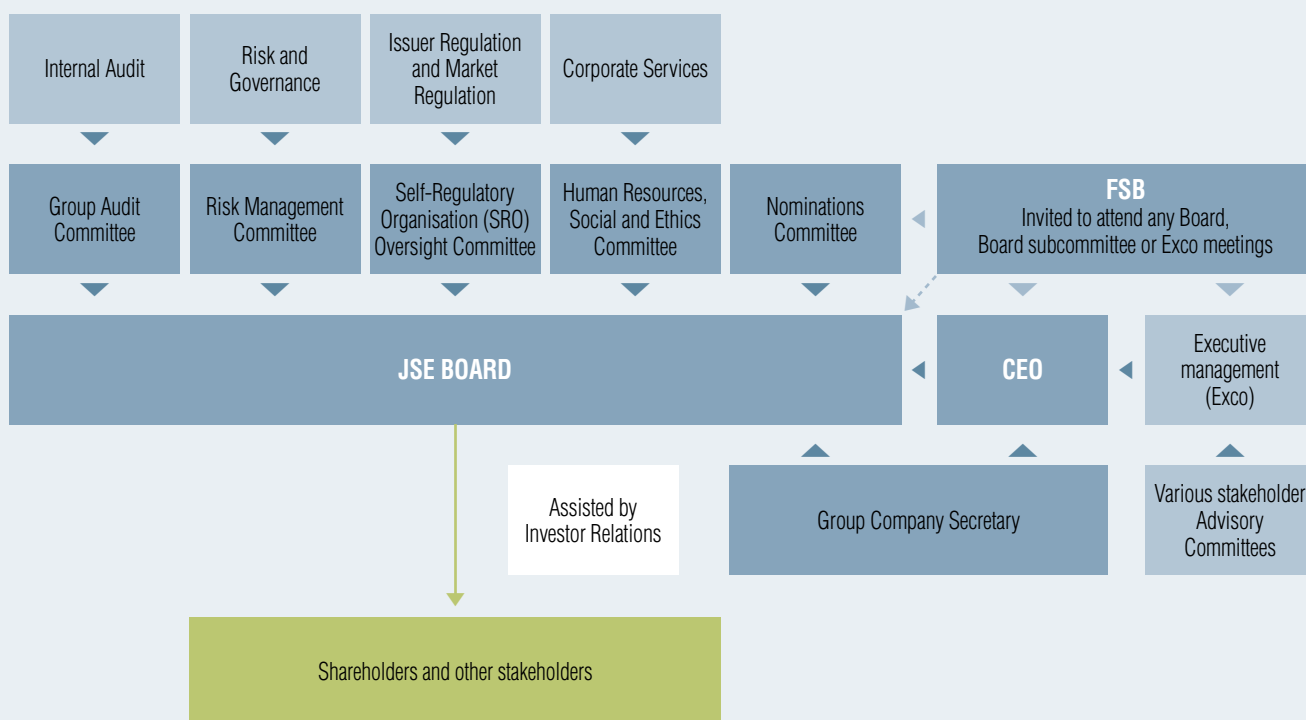 Internal Audit
Risk and
Governance
Issuer Regulation
and Market
Regulation
Corporate Services
Group Audit
Committee
Risk Management
Committee
Self-Regulatory
Organisation (SRO)
Oversight Committee
Human Resources,
Social and Ethics
Committee
Nominations
Committee
FSB
Invited to attend any Board,
Board subcommittee or Exco meetings
JSE BOARD
CEO
Executive
management
(Exco)
Assisted by
Investor Relations
Group Company Secretary
Various stakeholder
Advisory
Committees
Shareholders and other stakeholders